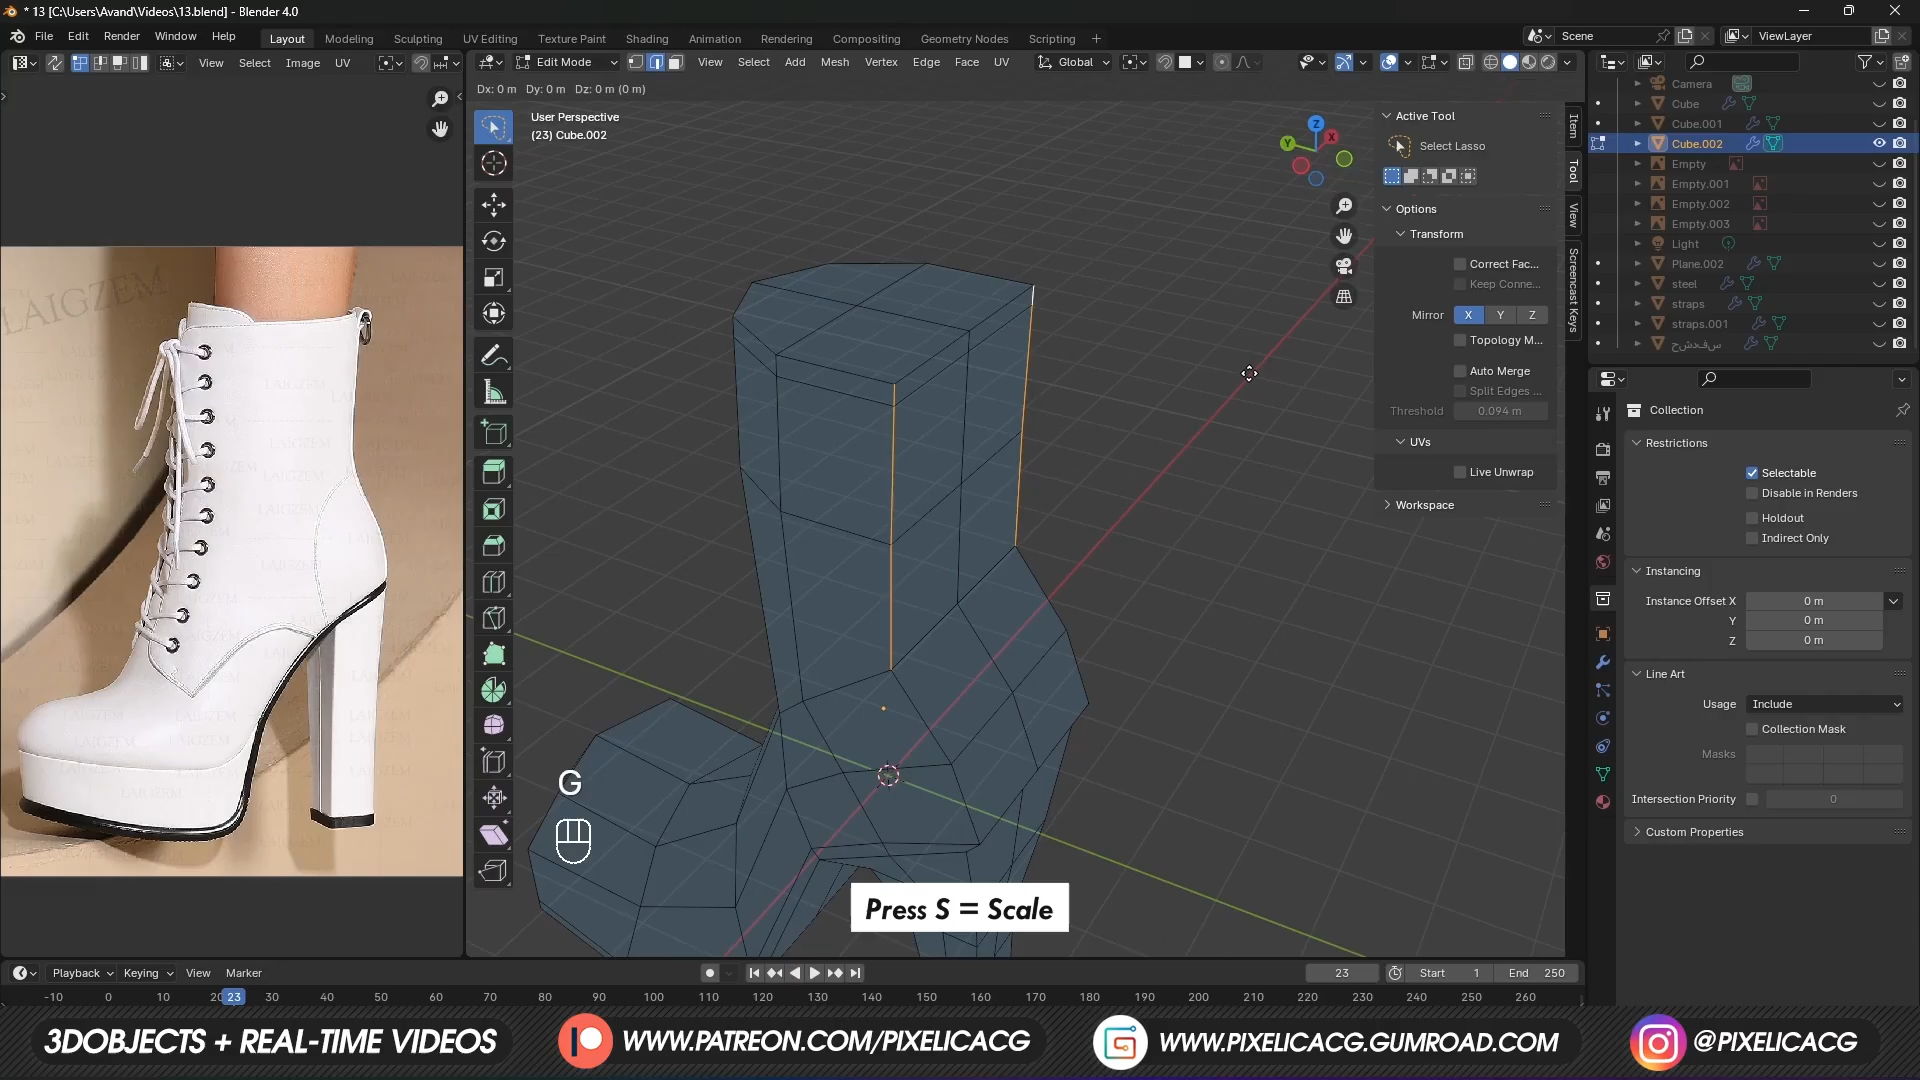 * 13 [C:\Users\Avand\Videos\13.blend] - Blender 4.0
File Edit Render Window Help
Layout Modeling Sculpting UV Editing Texture Paint Shading Animation Rendering Compositing Geometry Nodes Scripting
Scene
ViewLayer
View Select Image UV
Edit Mode
View Select Add Mesh Vertex Edge Face UV
Global
Dx: 0 m Dy: 0 m Dz: 0 m (0 m)
User Perspective
(23) Cube.002
Z
Y
X
Active Tool
Select Lasso
Options
Transform
Correct Fac...
Keep Conne...
Mirror X Y Z
Topology M...
Auto Merge
Split Edges ...
Threshold 0.094 m
UVs
Live Unwrap
Workspace
Item
Tool
View
Screencast Keys
Camera
Cube
Cube.001
Cube.002
Empty
Empty.001
Empty.002
Empty.003
Light
Plane.002
steel
straps
straps.001
Collection
Restrictions
Selectable
Disable in Renders
Holdout
Indirect Only
Instancing
Instance Offset X 0 m
Y 0 m
Z 0 m
Line Art
Usage Include
Collection Mask
Masks
Intersection Priority 0
Custom Properties
LAIGZEM
G
Press S = Scale
Playback Keying View Marker
23
Start 1
End 250
-10 0 10 20 23 30 40 50 60 70 80 90 100 110 120 130 140 150 160 170 180 190 200 210 220 230 240 250 260
3DOBJECTS + REAL-TIME VIDEOS
WWW.PATREON.COM/PIXELICACG
WWW.PIXELICACG.GUMROAD.COM
@PIXELICACG